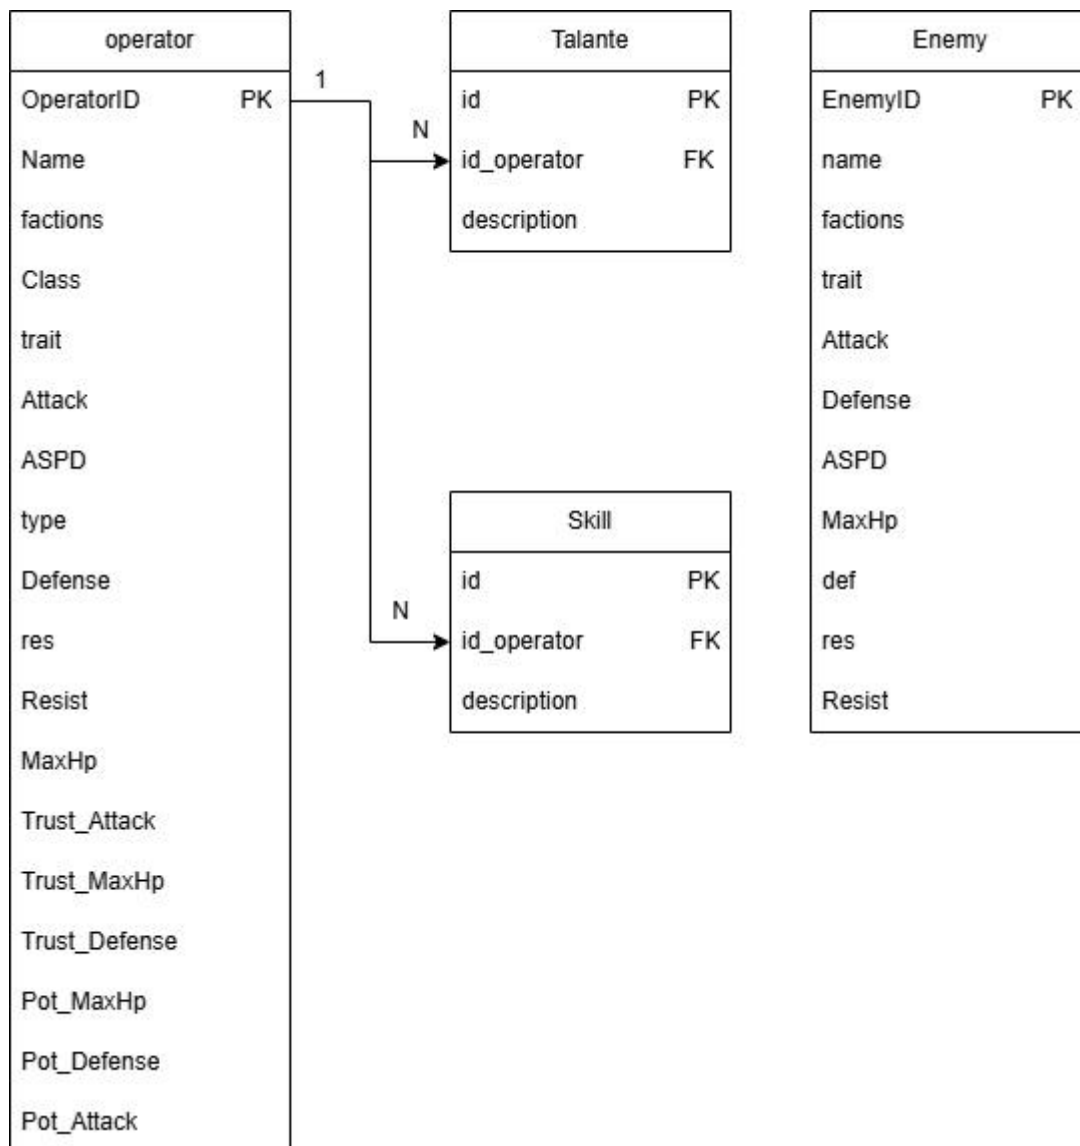 operator
OperatorID PK
Name
factions
Class
trait
Attack
ASPD
type
Defense
res
Resist
MaxHp
Trust_Attack
Trust_MaxHp
Trust_Defense
Pot_MaxHp
Pot_Defense
Pot_Attack
1
N
N
Talante
id PK
id_operator FK
description
Skill
id PK
id_operator FK
description
Enemy
EnemyID PK
name
factions
trait
Attack
Defense
ASPD
MaxHp
def
res
Resist